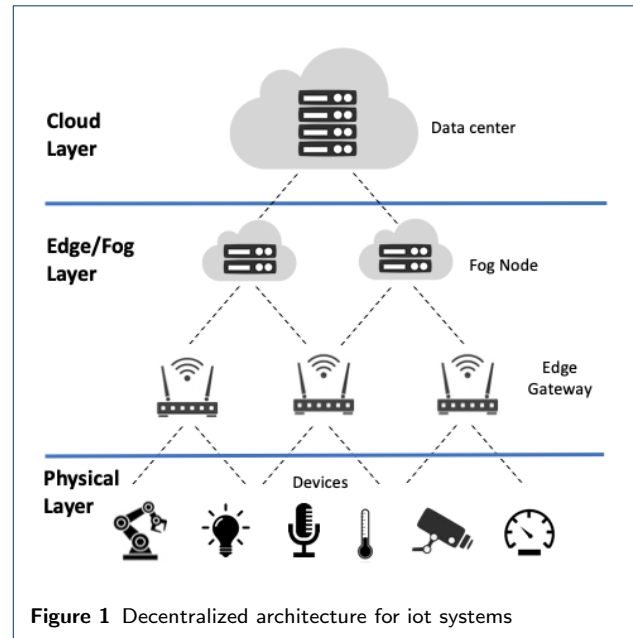 Cloud
Layer
Data center
Edge/Fog
Layer
Fog Node
Edge
Gateway
Physical
Layer
Devices
Figure 1 Decentralized architecture for iot systems